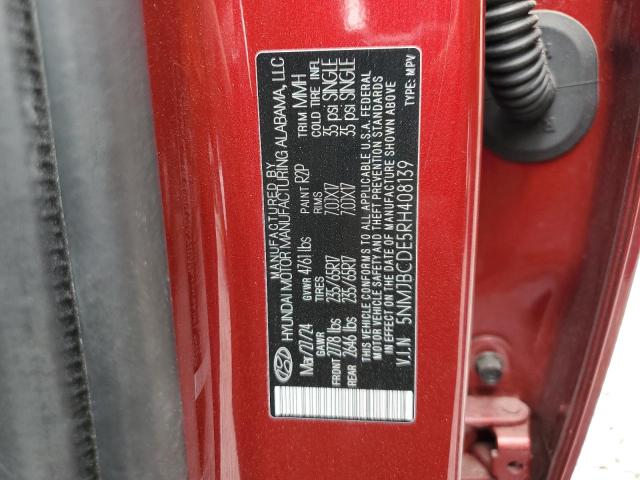 MANUFACTURED BY
HYUNDAI MOTOR MANUFACTURING ALABAMA, LLC
Mar/27/24 GVWR 4761 lbs PAINT R2P TRIM MMH
GAWR TIRES RIMS COLD TIRE INFL
FRONT 2778 lbs 235/65R17 7.0JX17 35 psi SINGLE
REAR 2646 lbs 235/65R17 7.0JX17 35 psi SINGLE
THIS VEHICLE CONFORMS TO ALL APPLICABLE U.S.A. FEDERAL
MOTOR VEHICLE SAFETY AND THEFT PREVENTION STANDARDS
IN EFFECT ON THE DATE OF MANUFACTURE SHOWN ABOVE
V.I.N 5NMJBCDE5RH408139 TYPE: MPV